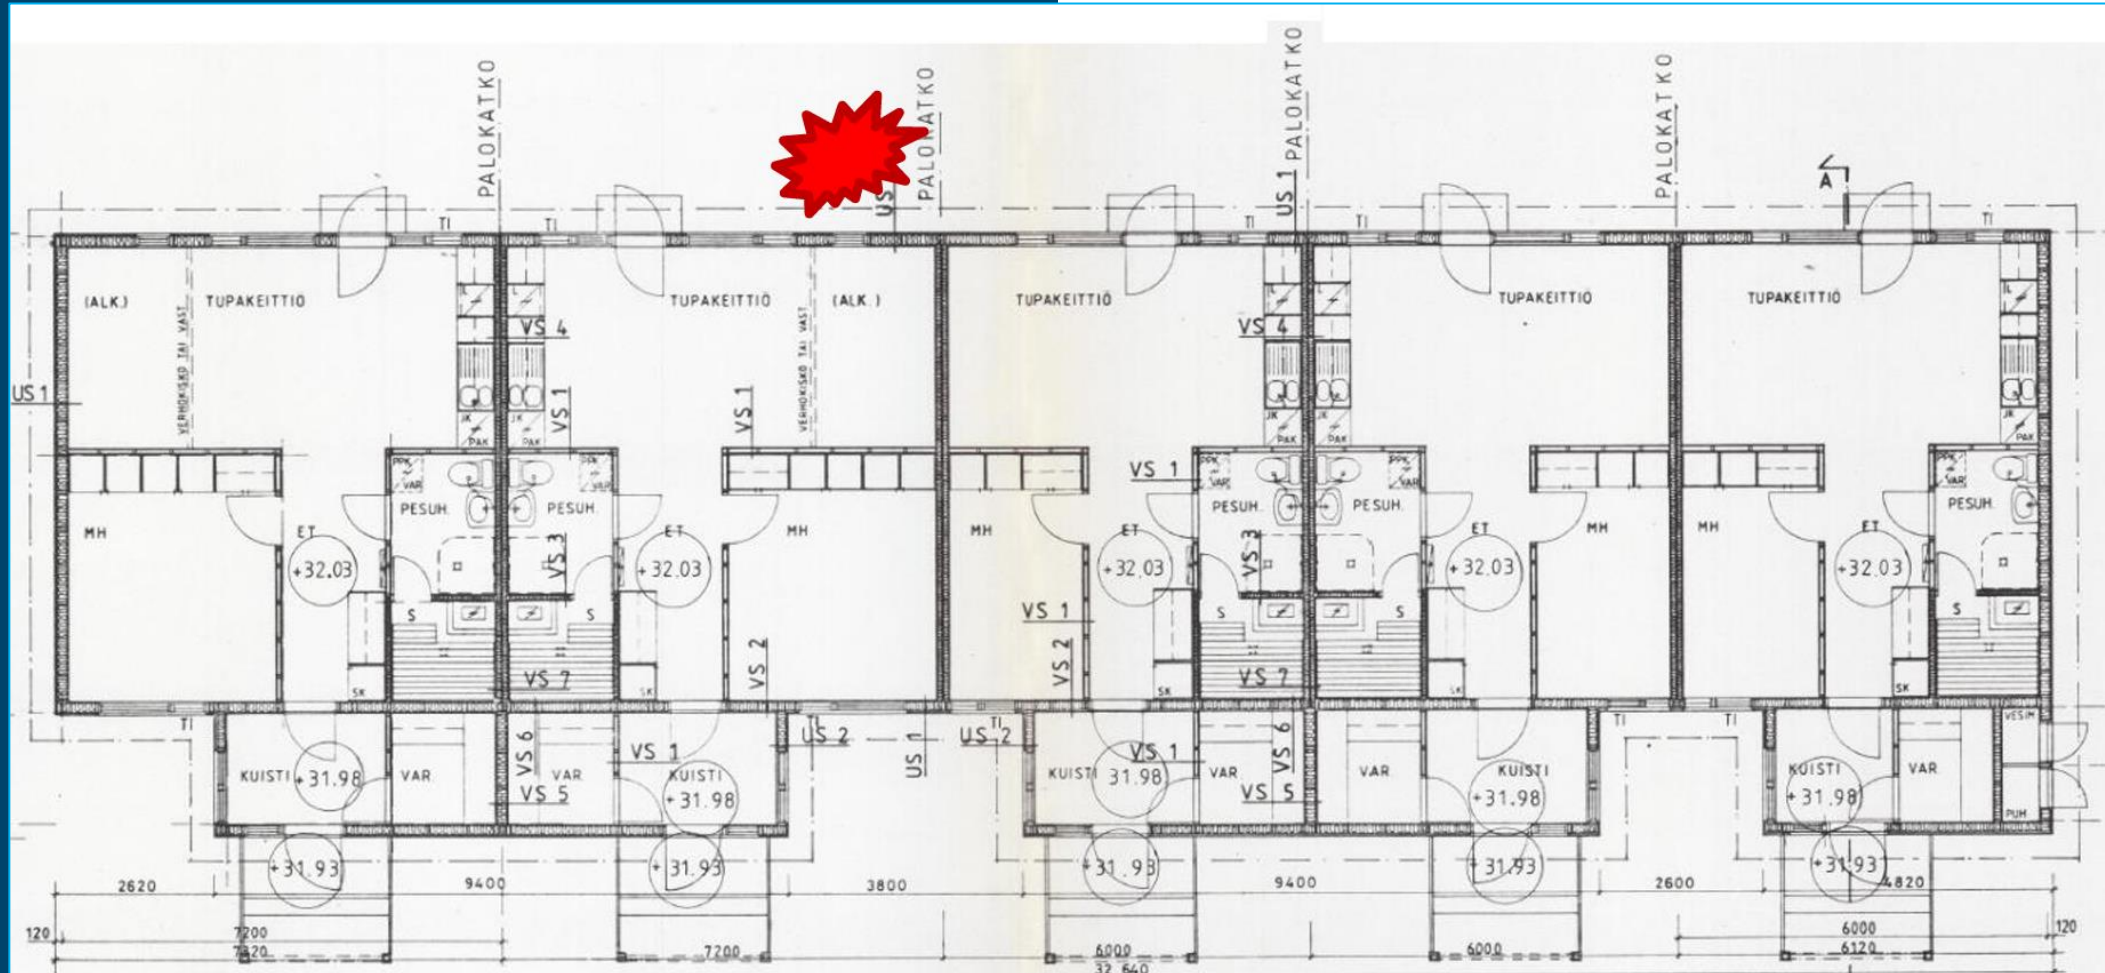 PALOKATKO
PALOKATKO
US 1 PALOKATKO
PALOKATKO
US
A
TI
TI
TI
TI
TI
(ALK.)
TUPAKEITTIÖ
TUPAKEITTIÖ
(ALK.)
TUPAKEITTIÖ
TUPAKEITTIÖ
TUPAKEITTIÖ
VERHOKISKO TAI VAST
VERHOKISKO TAI VAST
L
L
L
L
L
VS 4
VS 4
US 1
VS 1
VS 1
JK
JK
JK
JK
JK
PAK
PAK
PAK
PAK
PAK
VS 1
PPK
VAR
PPK
VAR
PPK
VAR
PPK
VAR
PPK
VAR
PESUH.
PESUH.
PESUH.
PESUH.
PESUH.
MH
ET
ET
MH
MH
ET
ET
MH
MH
ET
+32.03
+32.03
+32.03
+32.03
+32.03
VS 3
VS 3
S
S
VS 1
S
S
S
VS 2
VS 2
VS 7
VS 7
SK
SK
SK
SK
SK
TI
TI
TI
TI
TI
US 2
US 1
US 2
VESIM
VS 6
VS 1
VS 1
VS 6
KUISTI
+31.98
VAR
VAR
KUISTI
+31.98
KUISTI
31.98
VAR
VAR
KUISTI
+31.98
KUISTI
+31.98
VAR
VS 5
VS 5
PUH
+31.93
+31.93
+31.93
+31.93
+31.93
2620
9400
3800
9400
2600
4820
120
7200
6000
120
7320
7200
6000
6000
6120
32 640